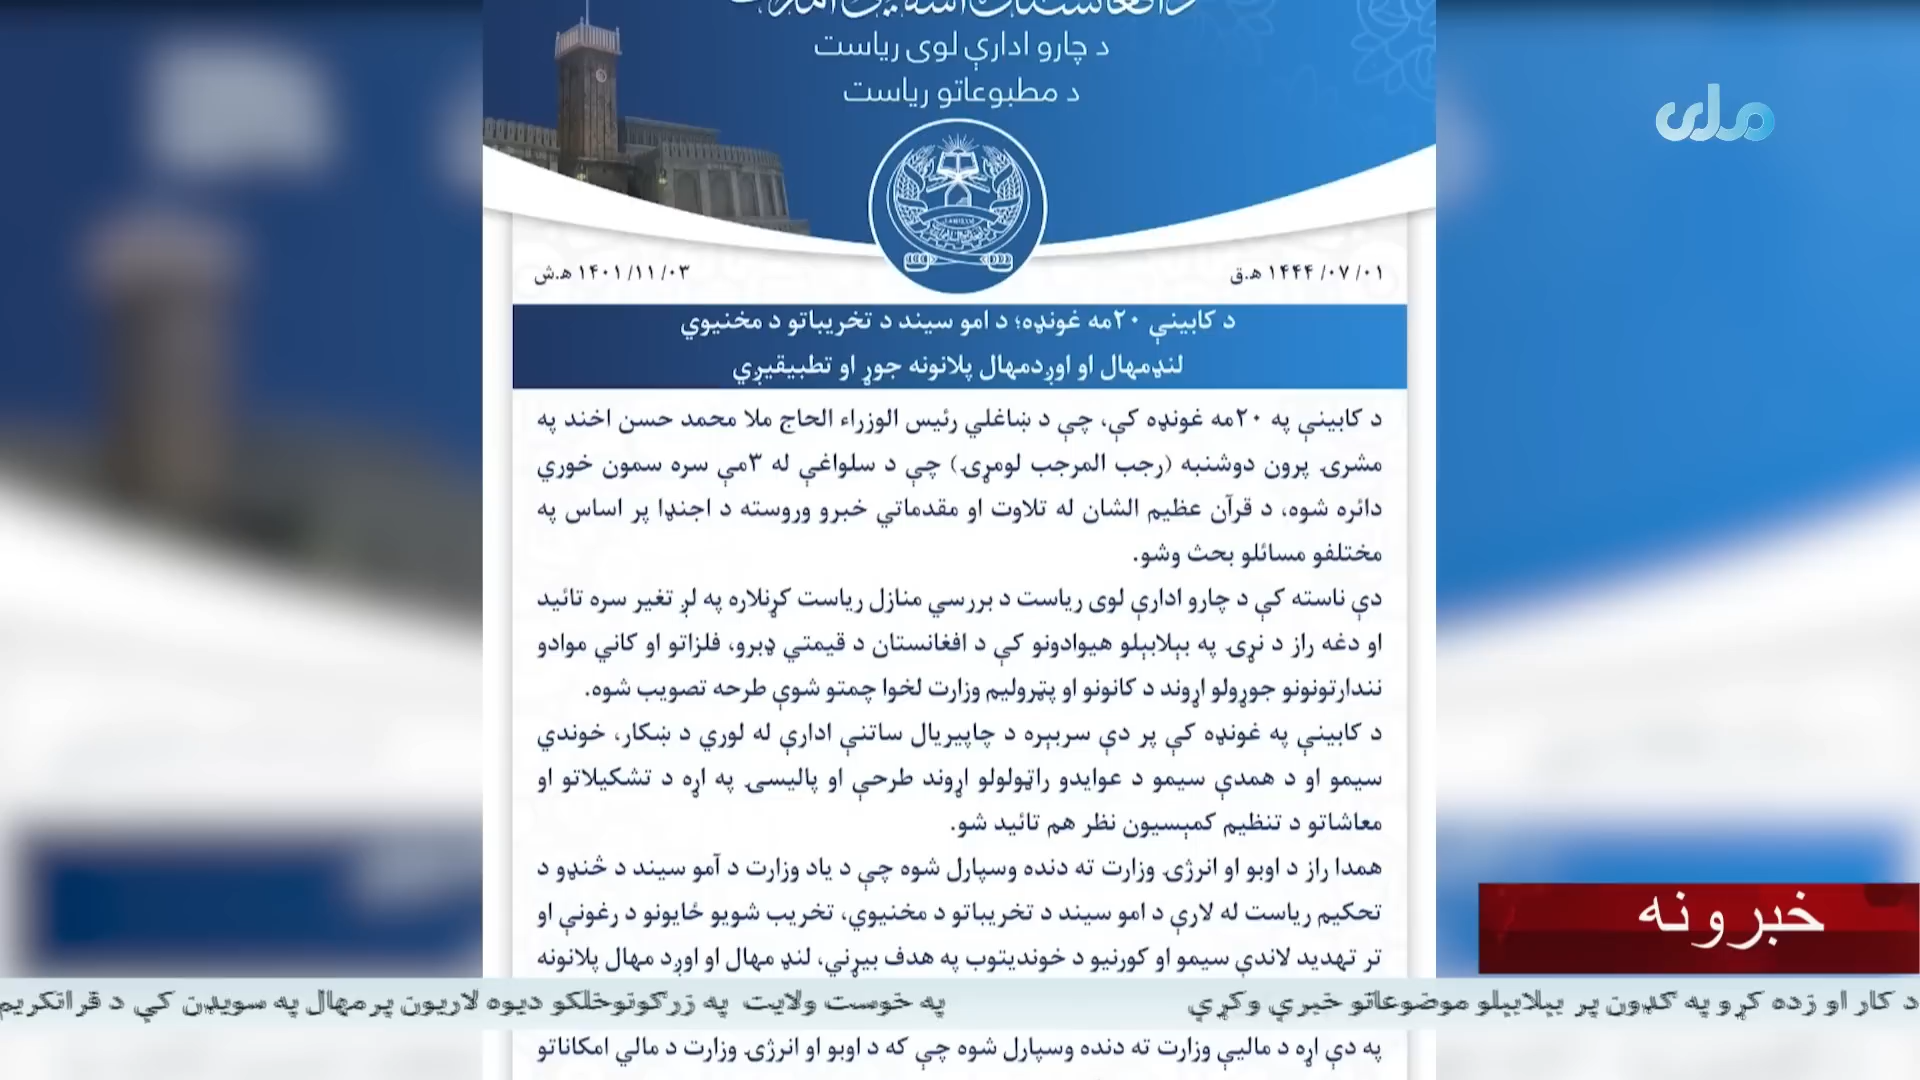 د چارو ادارې لوی ریاست
د مطبوعاتو ریاست
ملي
۱۴۴۴ /۰۷ /۰۱ هـ.ق
۱۴۰۱ /۱۱ /۰۳ هـ.ش
د کابینې ۲۰مه غونډه؛ د امو سیند د تخریباتو د مخنیوي
لنډمهال او اوږدمهال پلانونه جوړ او تطبیقیږي
د کابینې په ۲۰مه غونډه کې، چې د ښاغلي رئیس الوزراء الحاج ملا محمد حسن اخند په
مشرۍ پرون دوشنبه (رجب المرجب لومړۍ) چې د سلواغې له ۳مې سره سمون خوري
دائره شوه، د قرآن عظیم الشان له تلاوت او مقدماتي خبرو وروسته د اجنډا پر اساس په
مختلفو مسائلو بحث وشو.
دې ناسته کې د چارو ادارې لوی ریاست د بررسي منازل ریاست کړنلاره په لږ تغیر سره تائید
او دغه راز د نړۍ په بېلابېلو هیوادونو کې د افغانستان د قیمتي ډبرو، فلزاتو او کاني موادو
نندارتونونو جوړولو اړوند د کانونو او پټرولیم وزارت لخوا چمتو شوې طرحه تصویب شوه.
د کابینې په غونډه کې پر دې سربېره د چاپیریال ساتنې ادارې له لوري د ښکار، خوندي
سیمو او د همدې سیمو د عوایدو راټولولو اړوند طرحې او پالیسۍ په اړه د تشکیلاتو او
معاشاتو د تنظیم کمېسیون نظر هم تائید شو.
همدا راز د اوبو او انرژۍ وزارت ته دنده وسپارل شوه چې د یاد وزارت د آمو سیند د څنډو د
تحکیم ریاست له لارې د امو سیند د تخریباتو د مخنیوي، تخریب شویو ځایونو د رغونې او
تر تهدید لاندې سیمو او کورنیو د خوندیتوب په هدف بیړني، لنډ مهال او اوږد مهال پلانونه
خبرونه
د کار او زده کړو په ګډون پر بېلابېلو موضوعاتو خبرې وکړې
په خوست ولایت په زرګونوخلکو دیوه لاریون پرمهال په سویډن کې د قرانکریم
په دې اړه د مالیې وزارت ته دنده وسپارل شوه چې که د اوبو او انرژۍ وزارت د مالي امکاناتو